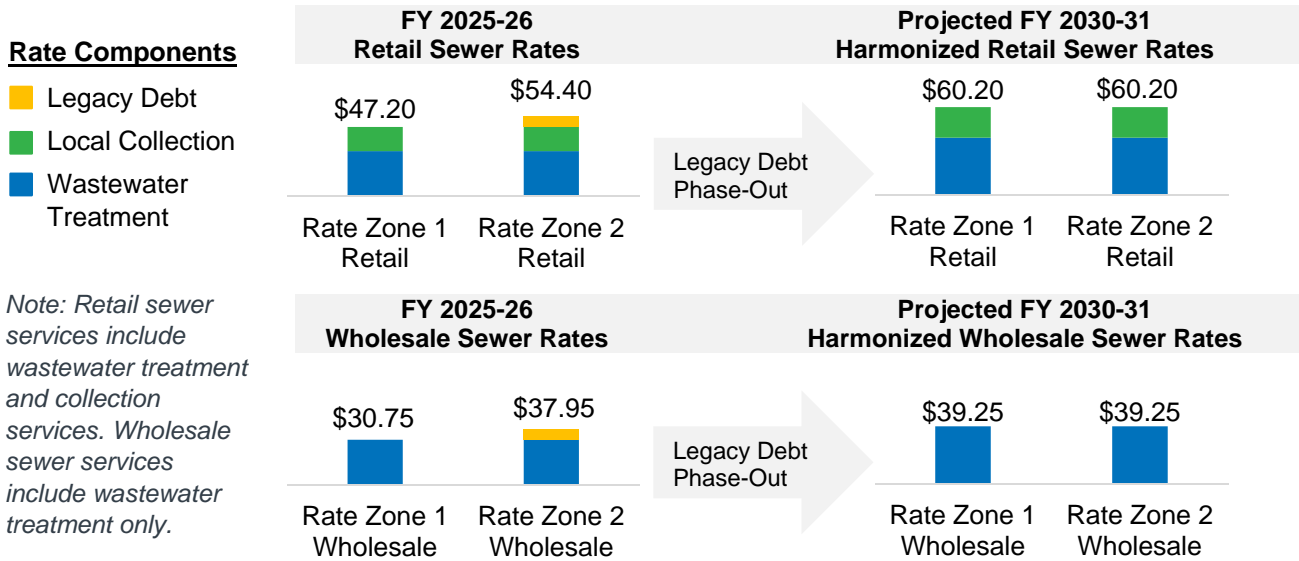 Rate Components
Legacy Debt
Local Collection
Wastewater
Treatment
Note: Retail sewer
services include
wastewater treatment
and collection
services. Wholesale
sewer services
include wastewater
treatment only.
FY 2025-26
Retail Sewer Rates
$47.20
$54.40
Rate Zone 1
Retail
Rate Zone 2
Retail
Legacy Debt
Phase-Out
Projected FY 2030-31
Harmonized Retail Sewer Rates
$60.20
$60.20
Rate Zone 1
Retail
Rate Zone 2
Retail
FY 2025-26
Wholesale Sewer Rates
$30.75
$37.95
Rate Zone 1
Wholesale
Rate Zone 2
Wholesale
Legacy Debt
Phase-Out
Projected FY 2030-31
Harmonized Wholesale Sewer Rates
$39.25
$39.25
Rate Zone 1
Wholesale
Rate Zone 2
Wholesale